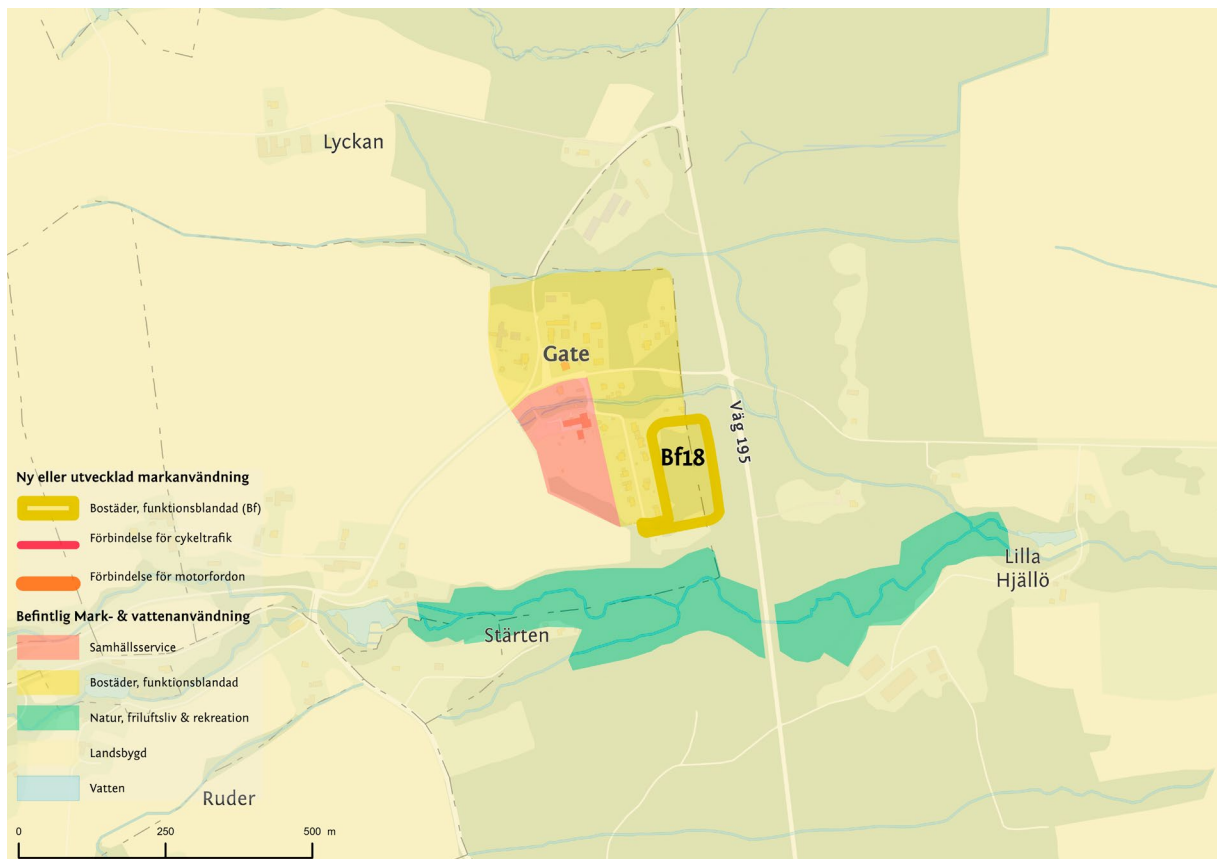 Lyckan
Gate
Väg 195
Bf18
Ny eller utvecklad markanvändning
Bostäder, funktionsblandad (Bf)
Förbindelse för cykeltrafik
Förbindelse för motorfordon
Befintlig Mark- & vattenanvändning
Samhällsservice
Bostäder, funktionsblandad
Natur, friluftsliv & rekreation
Landsbygd
Vatten
Lilla
Hjällö
Stärten
Ruder
0 250 500 m